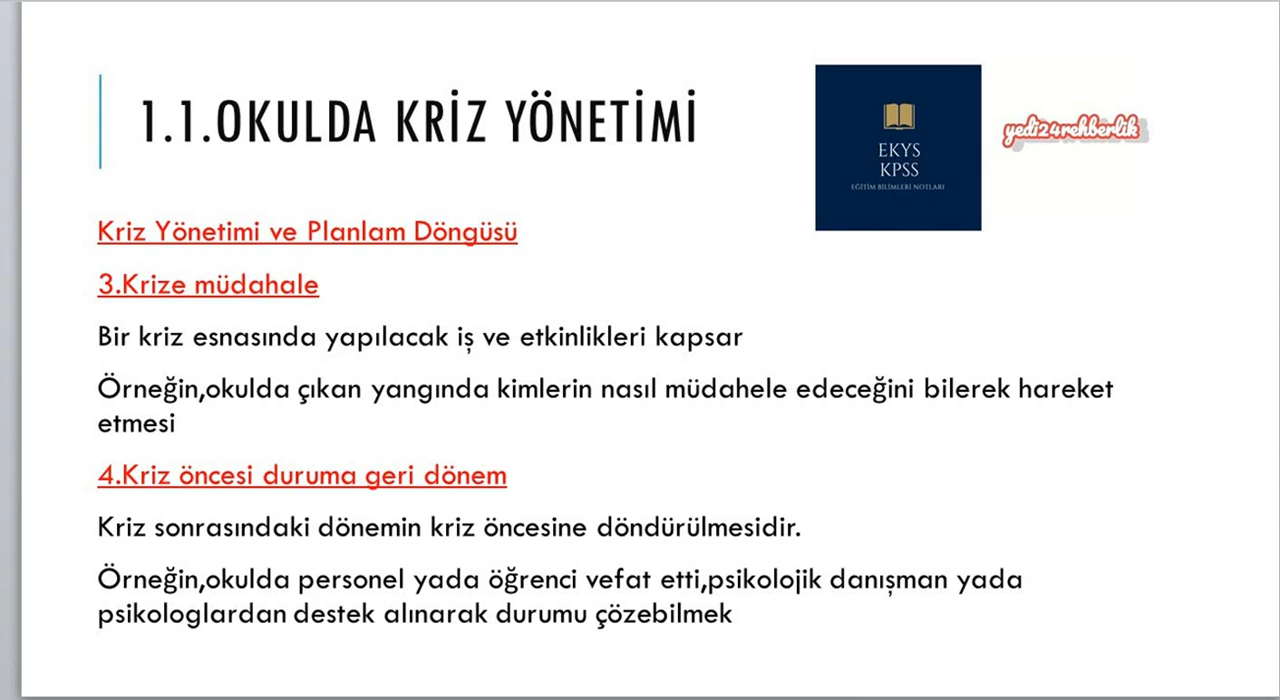 1.1.OKULDA KRİZ YÖNETİMİ
EKYS
KPSS
EĞİTİM BİLİMLERİ NOTLARI
yedi24rehberlik
Kriz Yönetimi ve Planlam Döngüsü
3.Krize müdahale
Bir kriz esnasında yapılacak iş ve etkinlikleri kapsar
Örneğin,okulda çıkan yangında kimlerin nasıl müdahele edeceğini bilerek hareket
etmesi
4.Kriz öncesi duruma geri dönem
Kriz sonrasındaki dönemin kriz öncesine döndürülmesidir.
Örneğin,okulda personel yada öğrenci vefat etti,psikolojik danışman yada
psikologlardan destek alınarak durumu çözebilmek